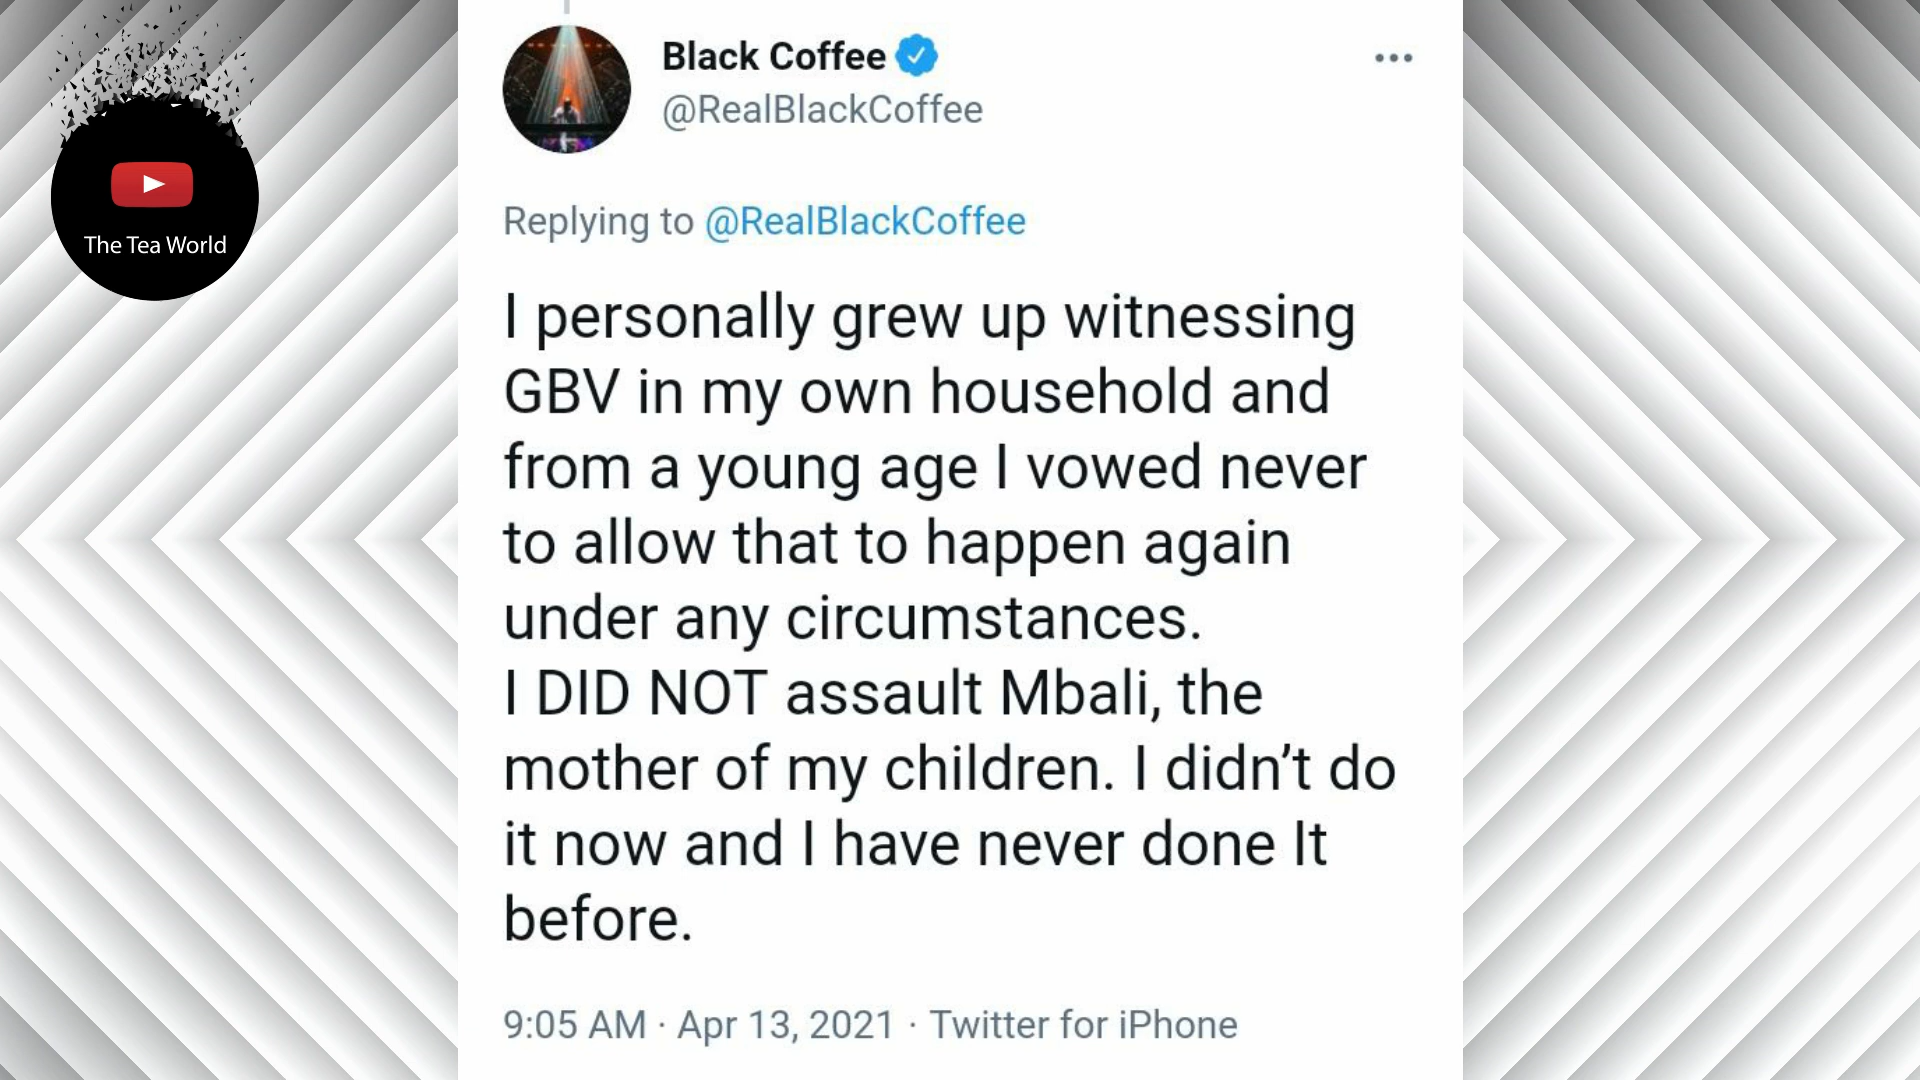 The Tea World
Black Coffee
@RealBlackCoffee
Replying to @RealBlackCoffee
I personally grew up witnessing
GBV in my own household and
from a young age I vowed never
to allow that to happen again
under any circumstances.
I DID NOT assault Mbali, the
mother of my children. I didn’t do
it now and I have never done It
before.
9:05 AM · Apr 13, 2021 · Twitter for iPhone